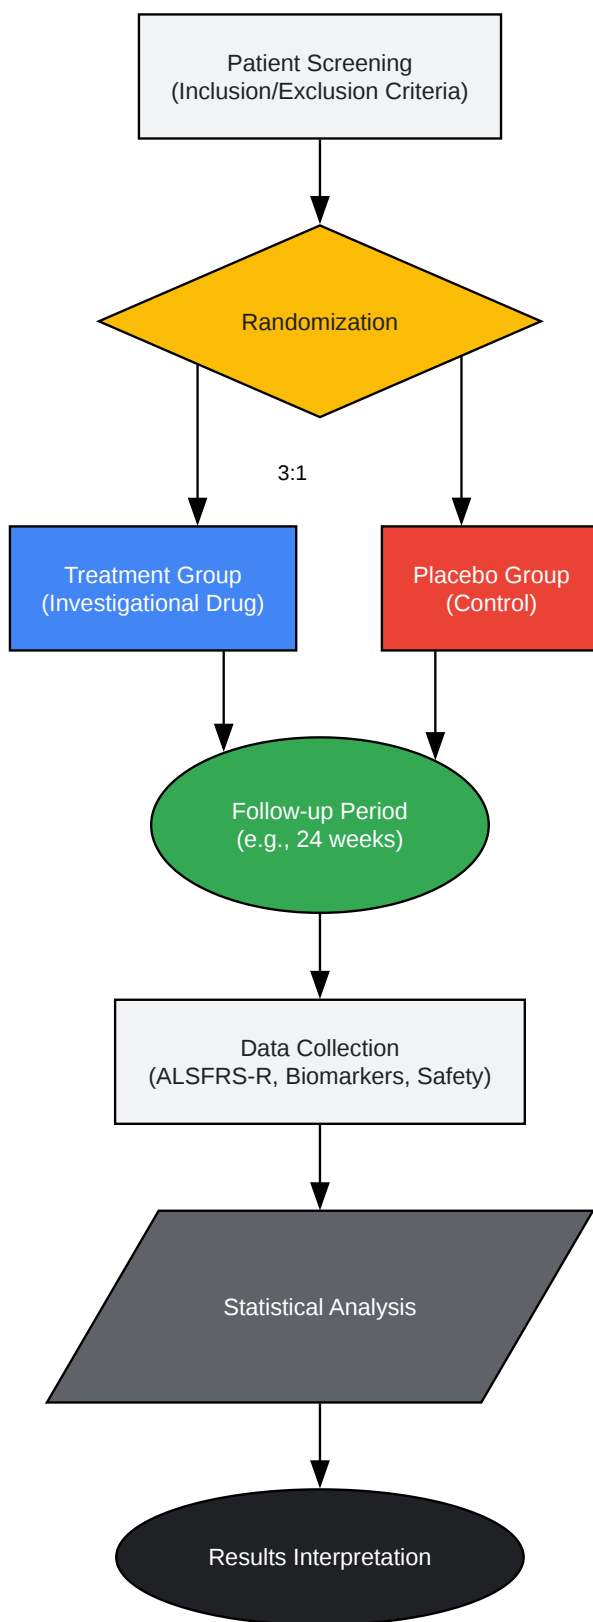 Patient Screening
(Inclusion/Exclusion Criteria)
Randomization
3:1
Treatment Group
(Investigational Drug)
Placebo Group
(Control)
Follow-up Period
(e.g., 24 weeks)
Data Collection
(ALSFRS-R, Biomarkers, Safety)
Statistical Analysis
Results Interpretation